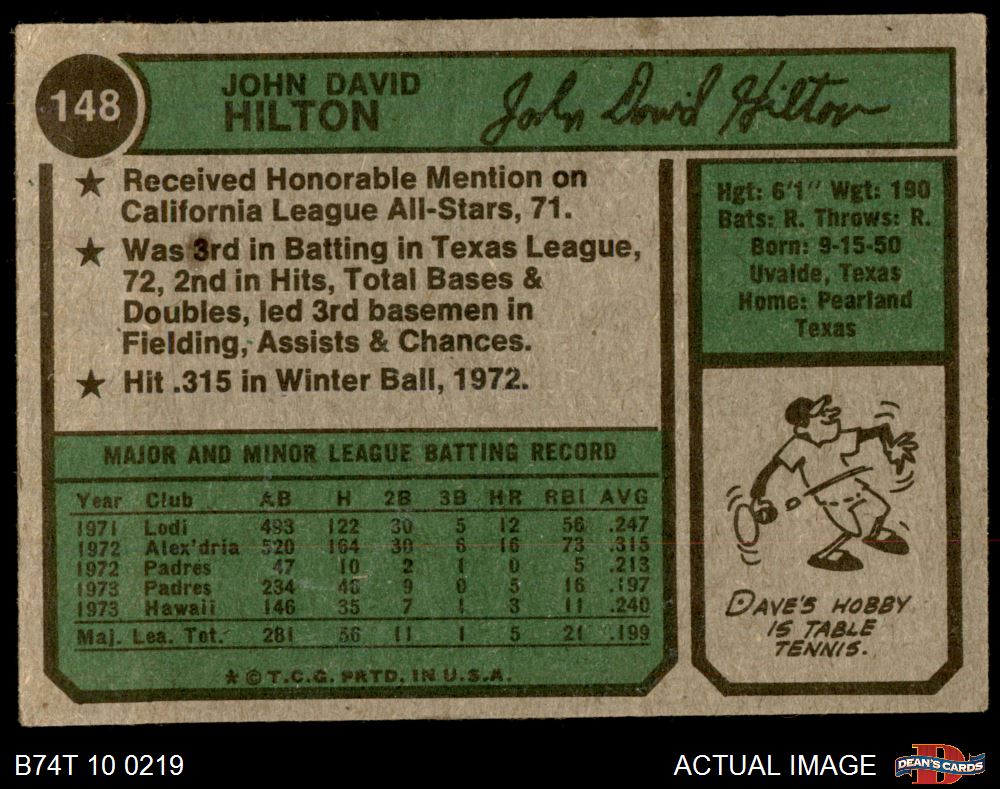 148
JOHN DAVID
HILTON
John David Hilton
★ Received Honorable Mention on
California League All-Stars, 71.
★ Was 3rd in Batting in Texas League,
72, 2nd in Hits, Total Bases &
Doubles, led 3rd basemen in
Fielding, Assists & Chances.
★ Hit .315 in Winter Ball, 1972.
Hgt: 6'1" Wgt: 190
Bats: R. Throws: R.
Born: 9-15-50
Uvalde, Texas
Home: Pearland
Texas
MAJOR AND MINOR LEAGUE BATTING RECORD
Year Club AB H 2B 3B HR RBI AVG
1971 Lodi 493 122 30 5 12 56 .247
1972 Alex'dria 520 164 30 6 16 73 .315
1972 Padres 47 10 2 1 0 5 .213
1973 Padres 234 46 9 0 5 16 .197
1973 Hawaii 146 35 7 1 3 11 .240
Maj. Lea. Tot. 281 56 11 1 5 21 .199
★ © T.C.G. PRTD. IN U.S.A.
DAVE'S HOBBY
IS TABLE
TENNIS.
B74T 10 0219
ACTUAL IMAGE
DEAN'S CARDS